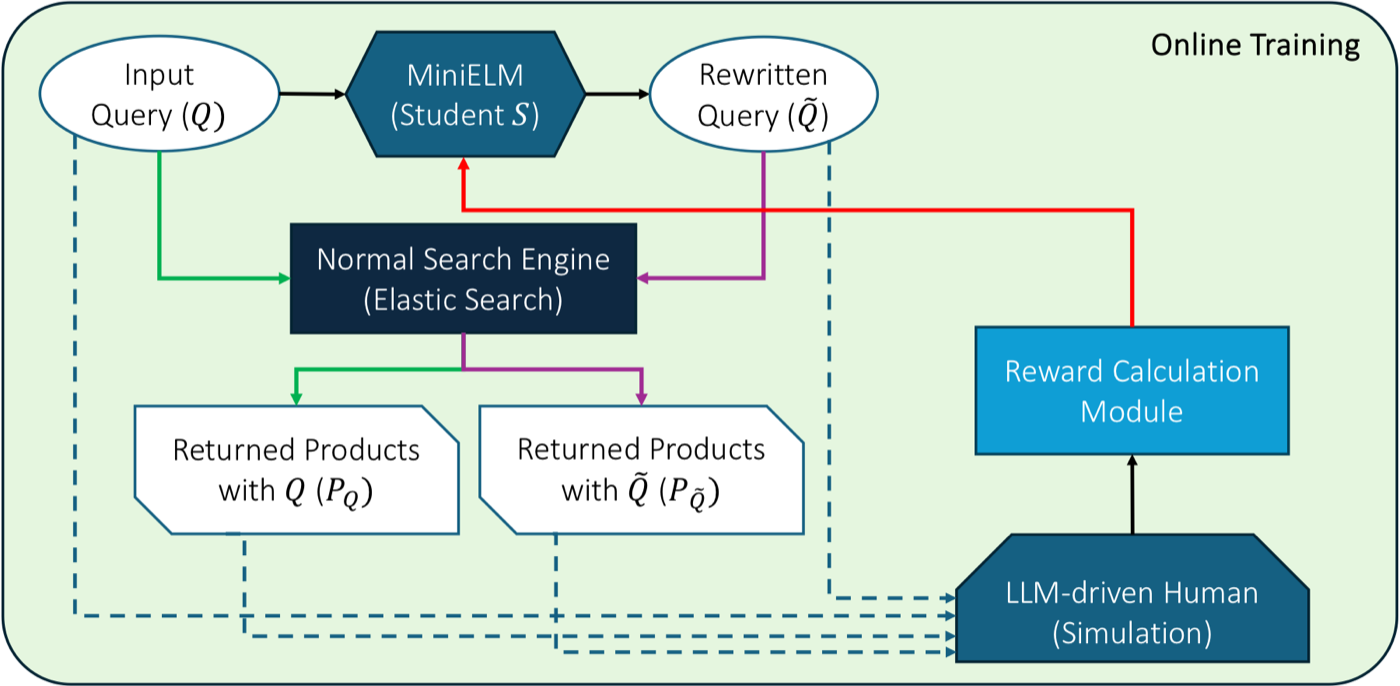 Online Training
Input
Query (Q)
MiniELM
(Student S)
Rewritten
Query (Q̃)
Normal Search Engine
(Elastic Search)
Returned Products
with Q (P_Q)
Returned Products
with Q̃ (P_Q̃)
Reward Calculation
Module
LLM-driven Human
(Simulation)